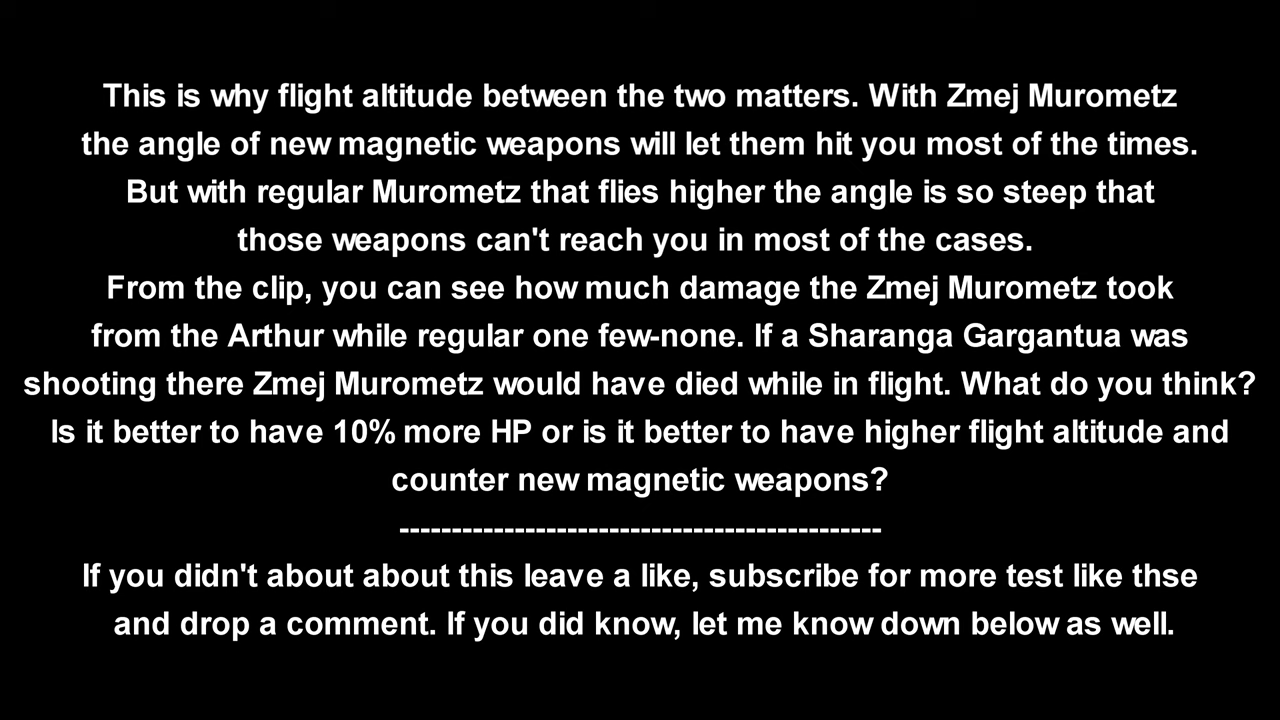 This is why flight altitude between the two matters. With Zmej Murometz
the angle of new magnetic weapons will let them hit you most of the times.
But with regular Murometz that flies higher the angle is so steep that
those weapons can't reach you in most of the cases.
From the clip, you can see how much damage the Zmej Murometz took
from the Arthur while regular one few-none. If a Sharanga Gargantua was
shooting there Zmej Murometz would have died while in flight. What do you think?
Is it better to have 10% more HP or is it better to have higher flight altitude and
counter new magnetic weapons?
----------------------------------------------
If you didn't about about this leave a like, subscribe for more test like thse
and drop a comment. If you did know, let me know down below as well.